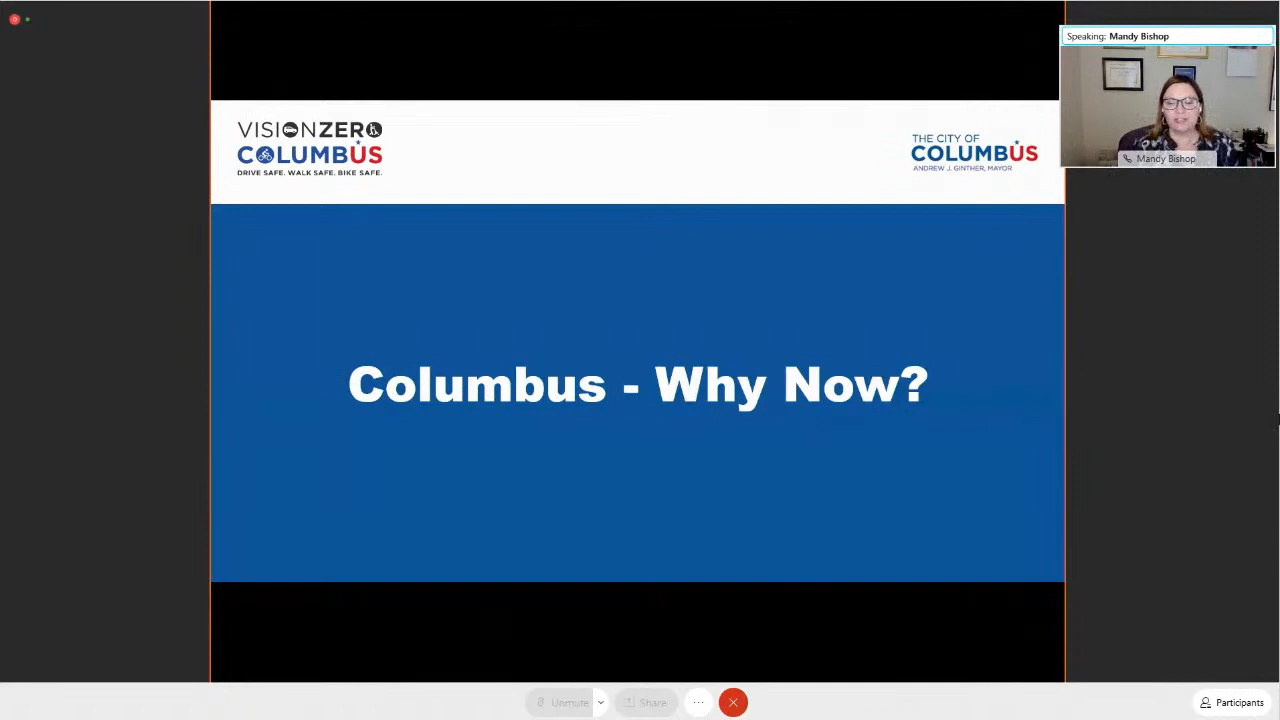 Speaking: Mandy Bishop
Mandy Bishop
VISIONZERO
COLUMBUS
DRIVE SAFE. WALK SAFE. BIKE SAFE.
THE CITY OF
COLUMBUS
ANDREW J. GINTHER, MAYOR
Columbus - Why Now?
Unmute
Share
Participants